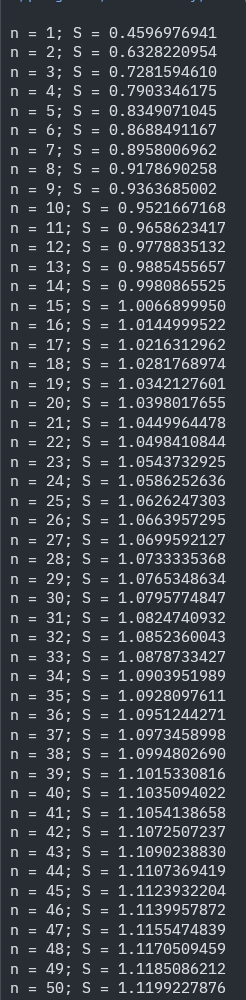 n = 1; S = 0.4596976941
n = 2; S = 0.6328220954
n = 3; S = 0.7281594610
n = 4; S = 0.7903346175
n = 5; S = 0.8349071045
n = 6; S = 0.8688491167
n = 7; S = 0.8958006962
n = 8; S = 0.9178690258
n = 9; S = 0.9363685002
n = 10; S = 0.9521667168
n = 11; S = 0.9658623417
n = 12; S = 0.9778835132
n = 13; S = 0.9885455657
n = 14; S = 0.9980865525
n = 15; S = 1.0066899950
n = 16; S = 1.0144999522
n = 17; S = 1.0216312962
n = 18; S = 1.0281768974
n = 19; S = 1.0342127601
n = 20; S = 1.0398017655
n = 21; S = 1.0449964478
n = 22; S = 1.0498410844
n = 23; S = 1.0543732925
n = 24; S = 1.0586252636
n = 25; S = 1.0626247303
n = 26; S = 1.0663957295
n = 27; S = 1.0699592127
n = 28; S = 1.0733335368
n = 29; S = 1.0765348634
n = 30; S = 1.0795774847
n = 31; S = 1.0824740932
n = 32; S = 1.0852360043
n = 33; S = 1.0878733427
n = 34; S = 1.0903951989
n = 35; S = 1.0928097611
n = 36; S = 1.0951244271
n = 37; S = 1.0973458998
n = 38; S = 1.0994802690
n = 39; S = 1.1015330816
n = 40; S = 1.1035094022
n = 41; S = 1.1054138658
n = 42; S = 1.1072507237
n = 43; S = 1.1090238830
n = 44; S = 1.1107369419
n = 45; S = 1.1123932204
n = 46; S = 1.1139957872
n = 47; S = 1.1155474839
n = 48; S = 1.1170509459
n = 49; S = 1.1185086212
n = 50; S = 1.1199227876